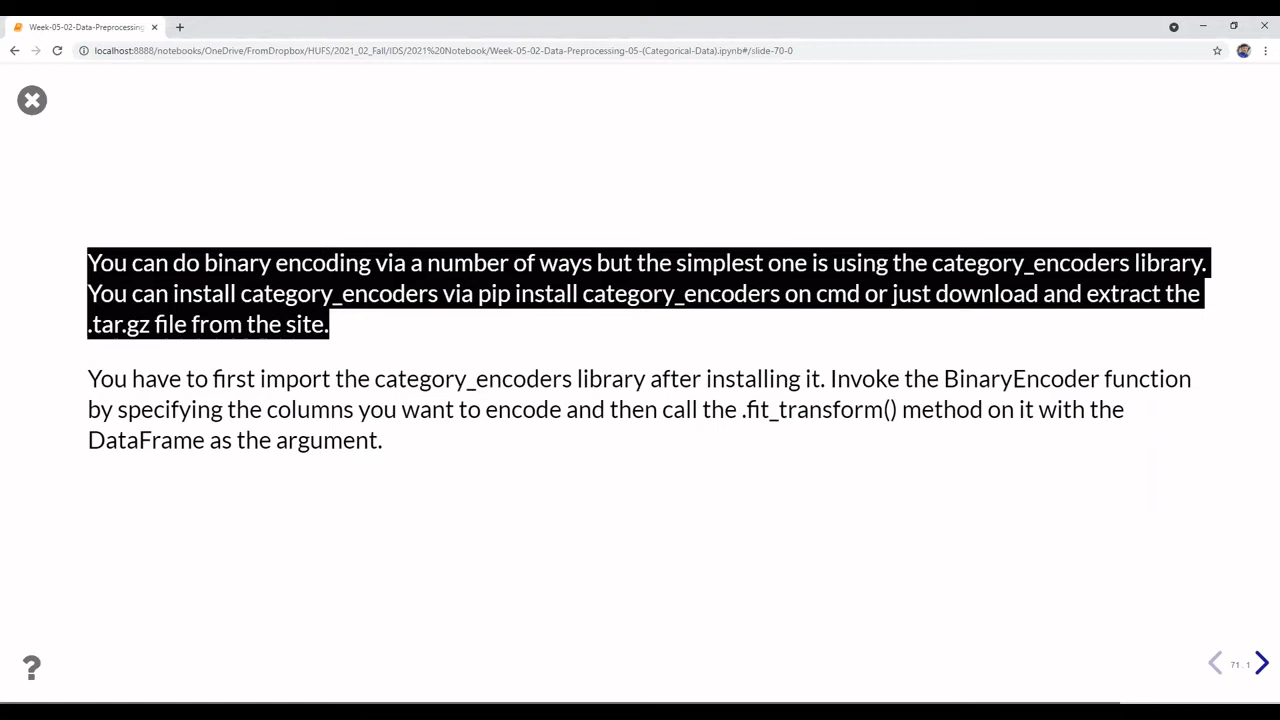 Week-05-02-Data-Preprocessing
localhost:8888/notebooks/OneDrive/FromDropbox/HUFS/2021_02_Fall/IDS/2021%20Notebook/Week-05-02-Data-Preprocessing-05-(Categorical-Data).ipynb#/slide-70-0
You can do binary encoding via a number of ways but the simplest one is using the category_encoders library.
You can install category_encoders via pip install category_encoders on cmd or just download and extract the
.tar.gz file from the site.
You have to first import the category_encoders library after installing it. Invoke the BinaryEncoder function
by specifying the columns you want to encode and then call the .fit_transform() method on it with the
DataFrame as the argument.
?
71.1